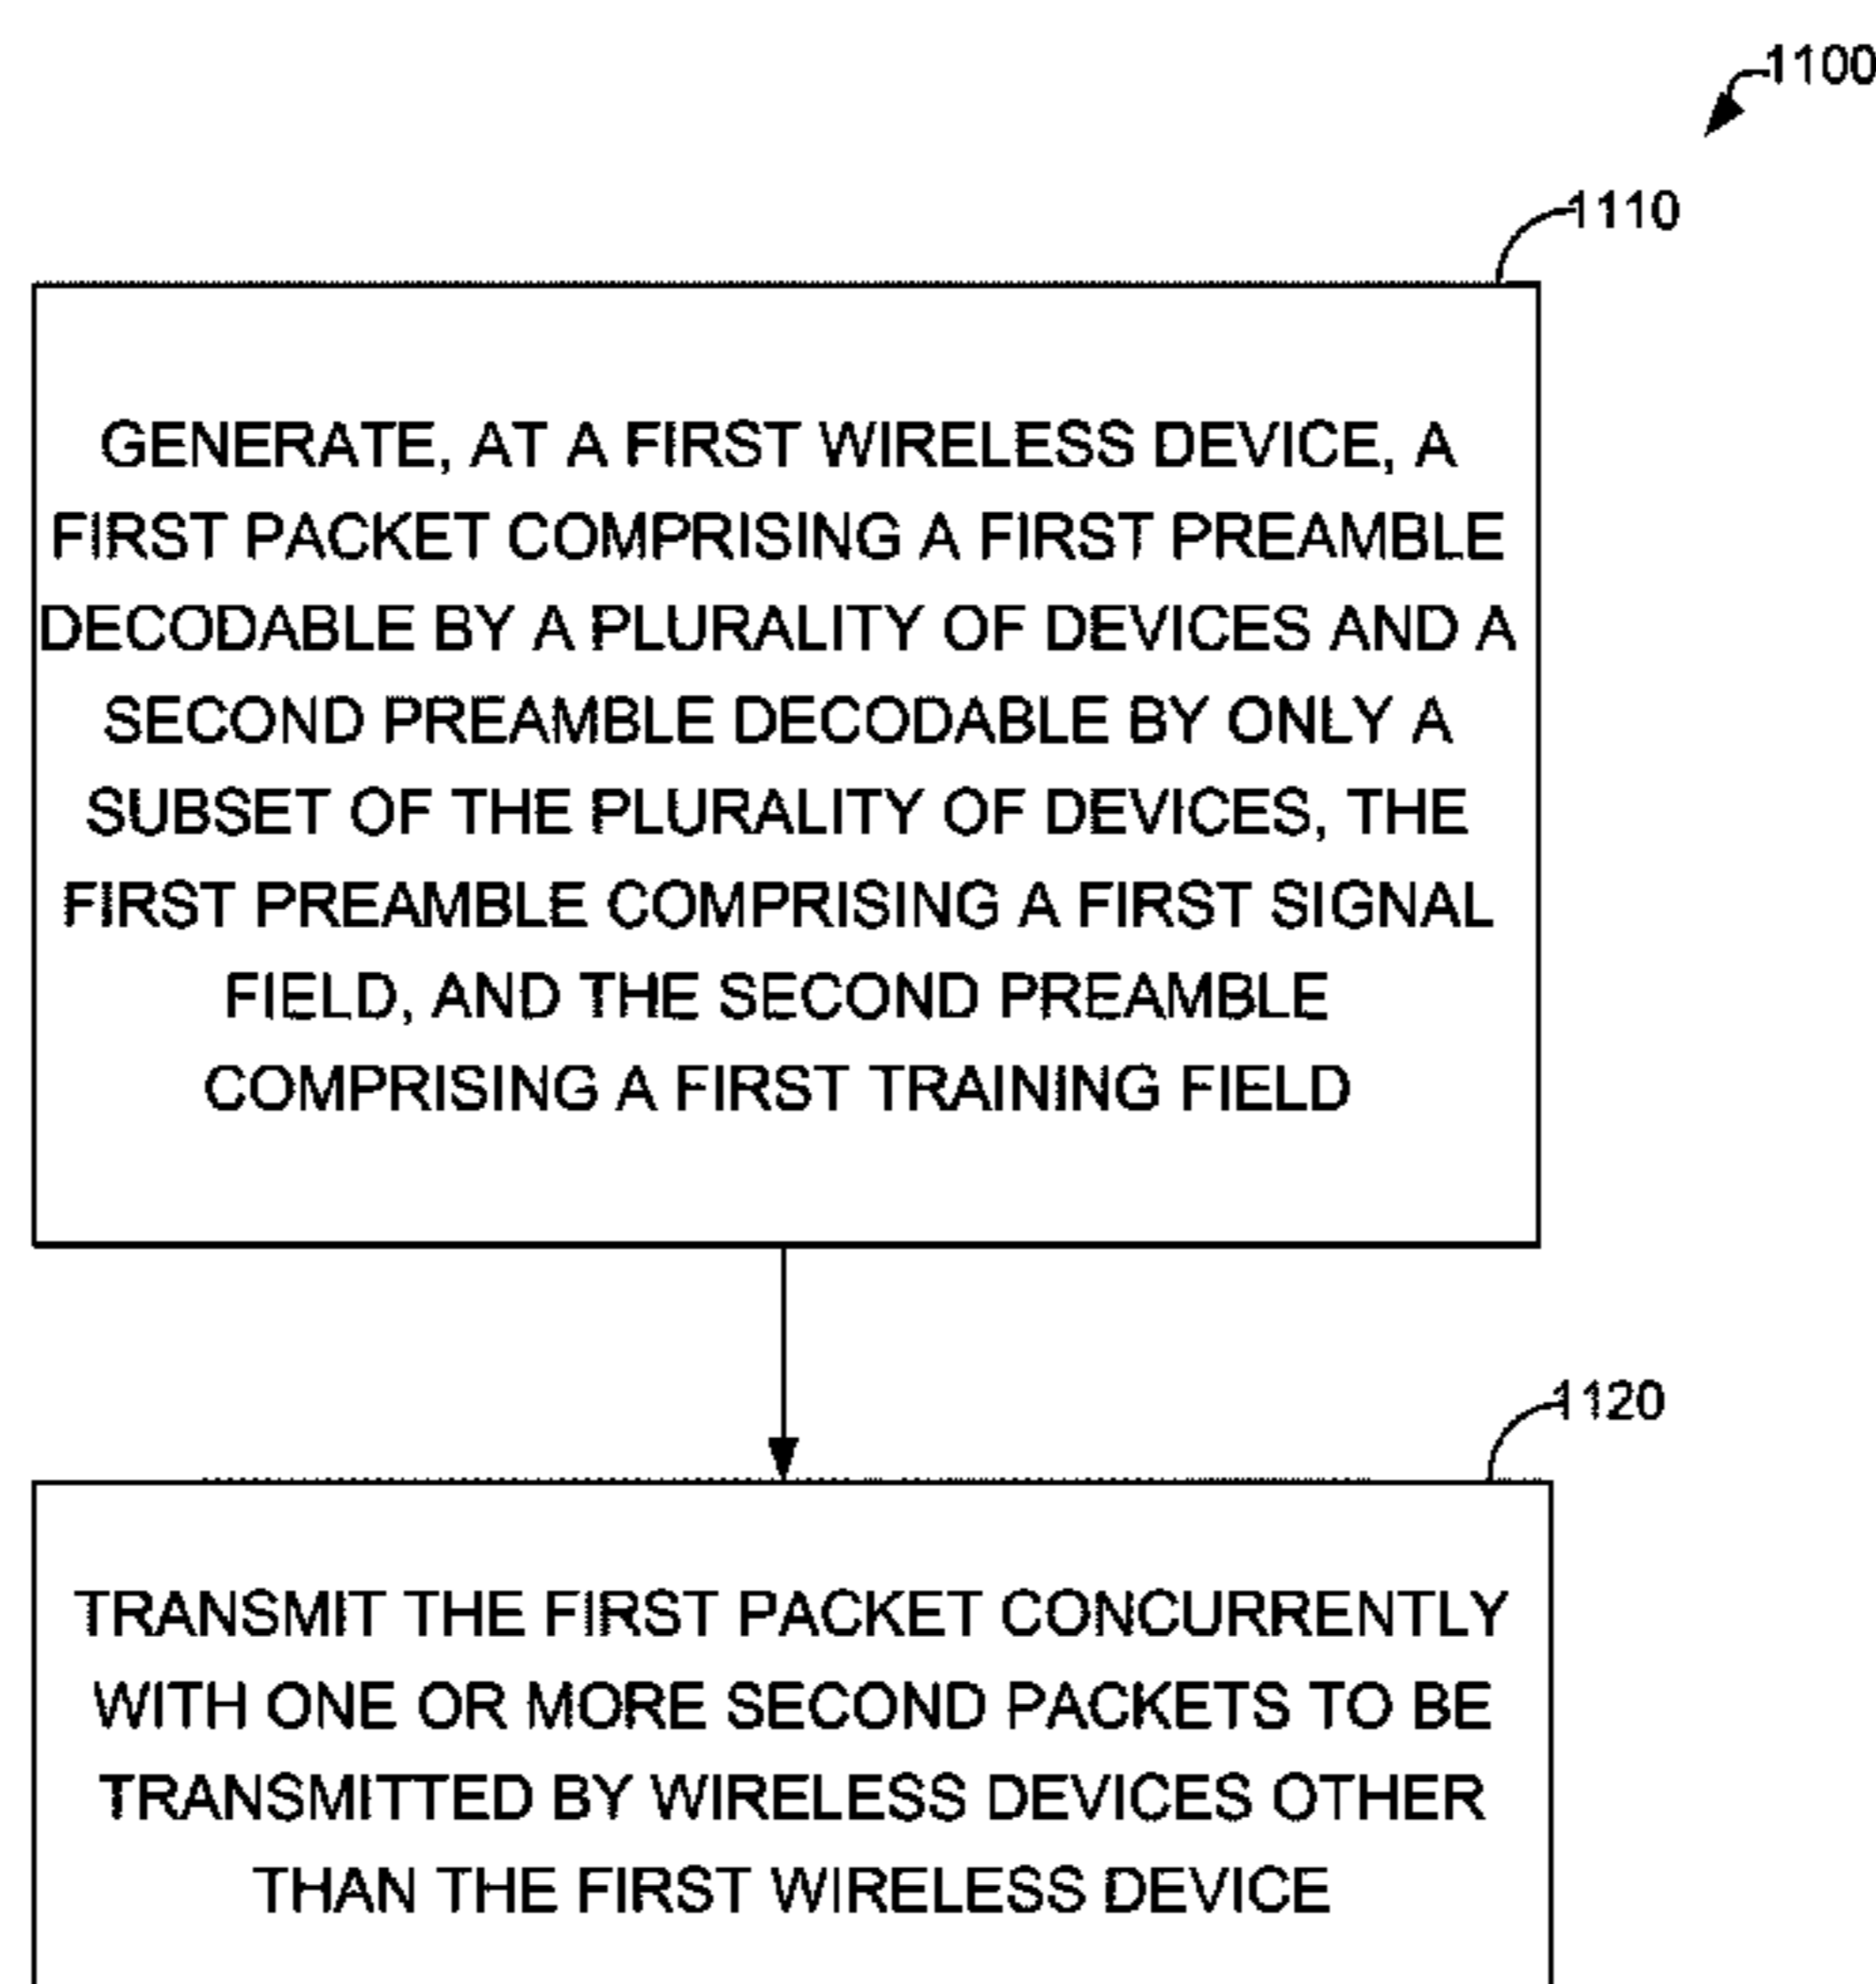 1100
1110
GENERATE, AT A FIRST WIRELESS DEVICE, A
FIRST PACKET COMPRISING A FIRST PREAMBLE
DECODABLE BY A PLURALITY OF DEVICES AND A
SECOND PREAMBLE DECODABLE BY ONLY A
SUBSET OF THE PLURALITY OF DEVICES, THE
FIRST PREAMBLE COMPRISING A FIRST SIGNAL
FIELD, AND THE SECOND PREAMBLE
COMPRISING A FIRST TRAINING FIELD
1120
TRANSMIT THE FIRST PACKET CONCURRENTLY
WITH ONE OR MORE SECOND PACKETS TO BE
TRANSMITTED BY WIRELESS DEVICES OTHER
THAN THE FIRST WIRELESS DEVICE